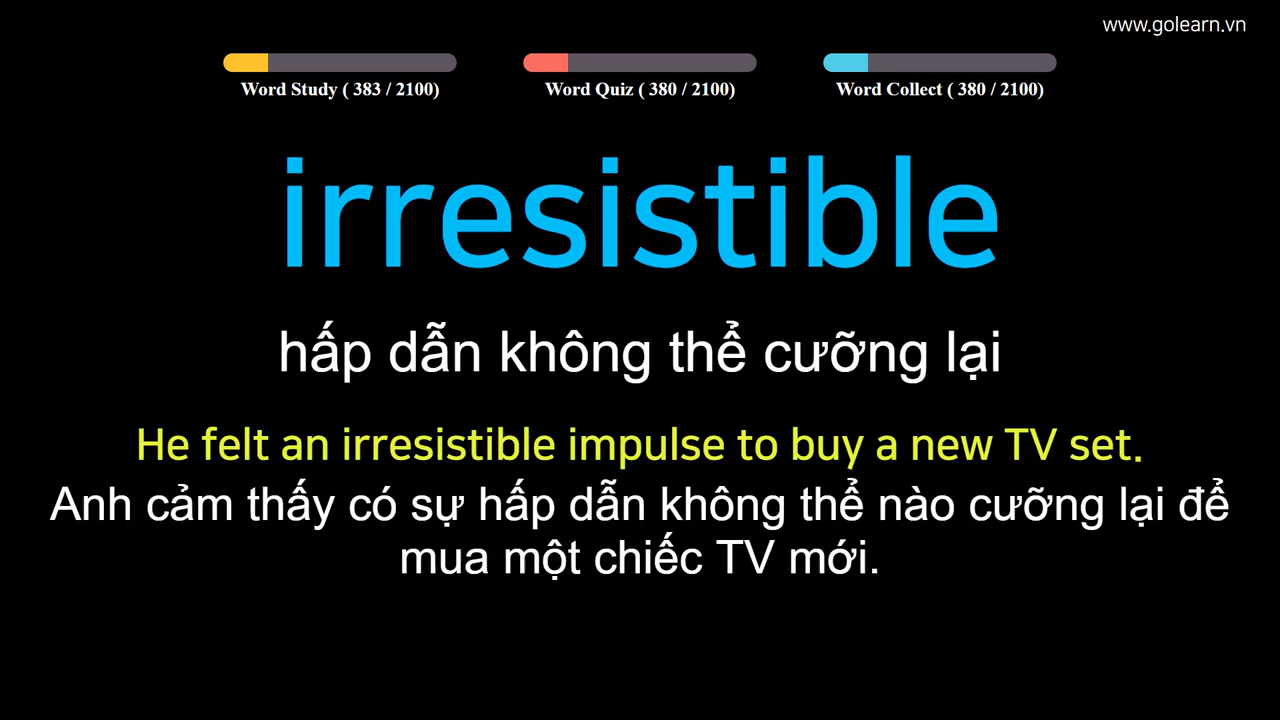 www.golearn.vn
Word Study ( 383 / 2100) Word Quiz ( 380 / 2100) Word Collect ( 380 / 2100)
irresistible
hấp dẫn không thể cưỡng lại
He felt an irresistible impulse to buy a new TV set.
Anh cảm thấy có sự hấp dẫn không thể nào cưỡng lại để
mua một chiếc TV mới.